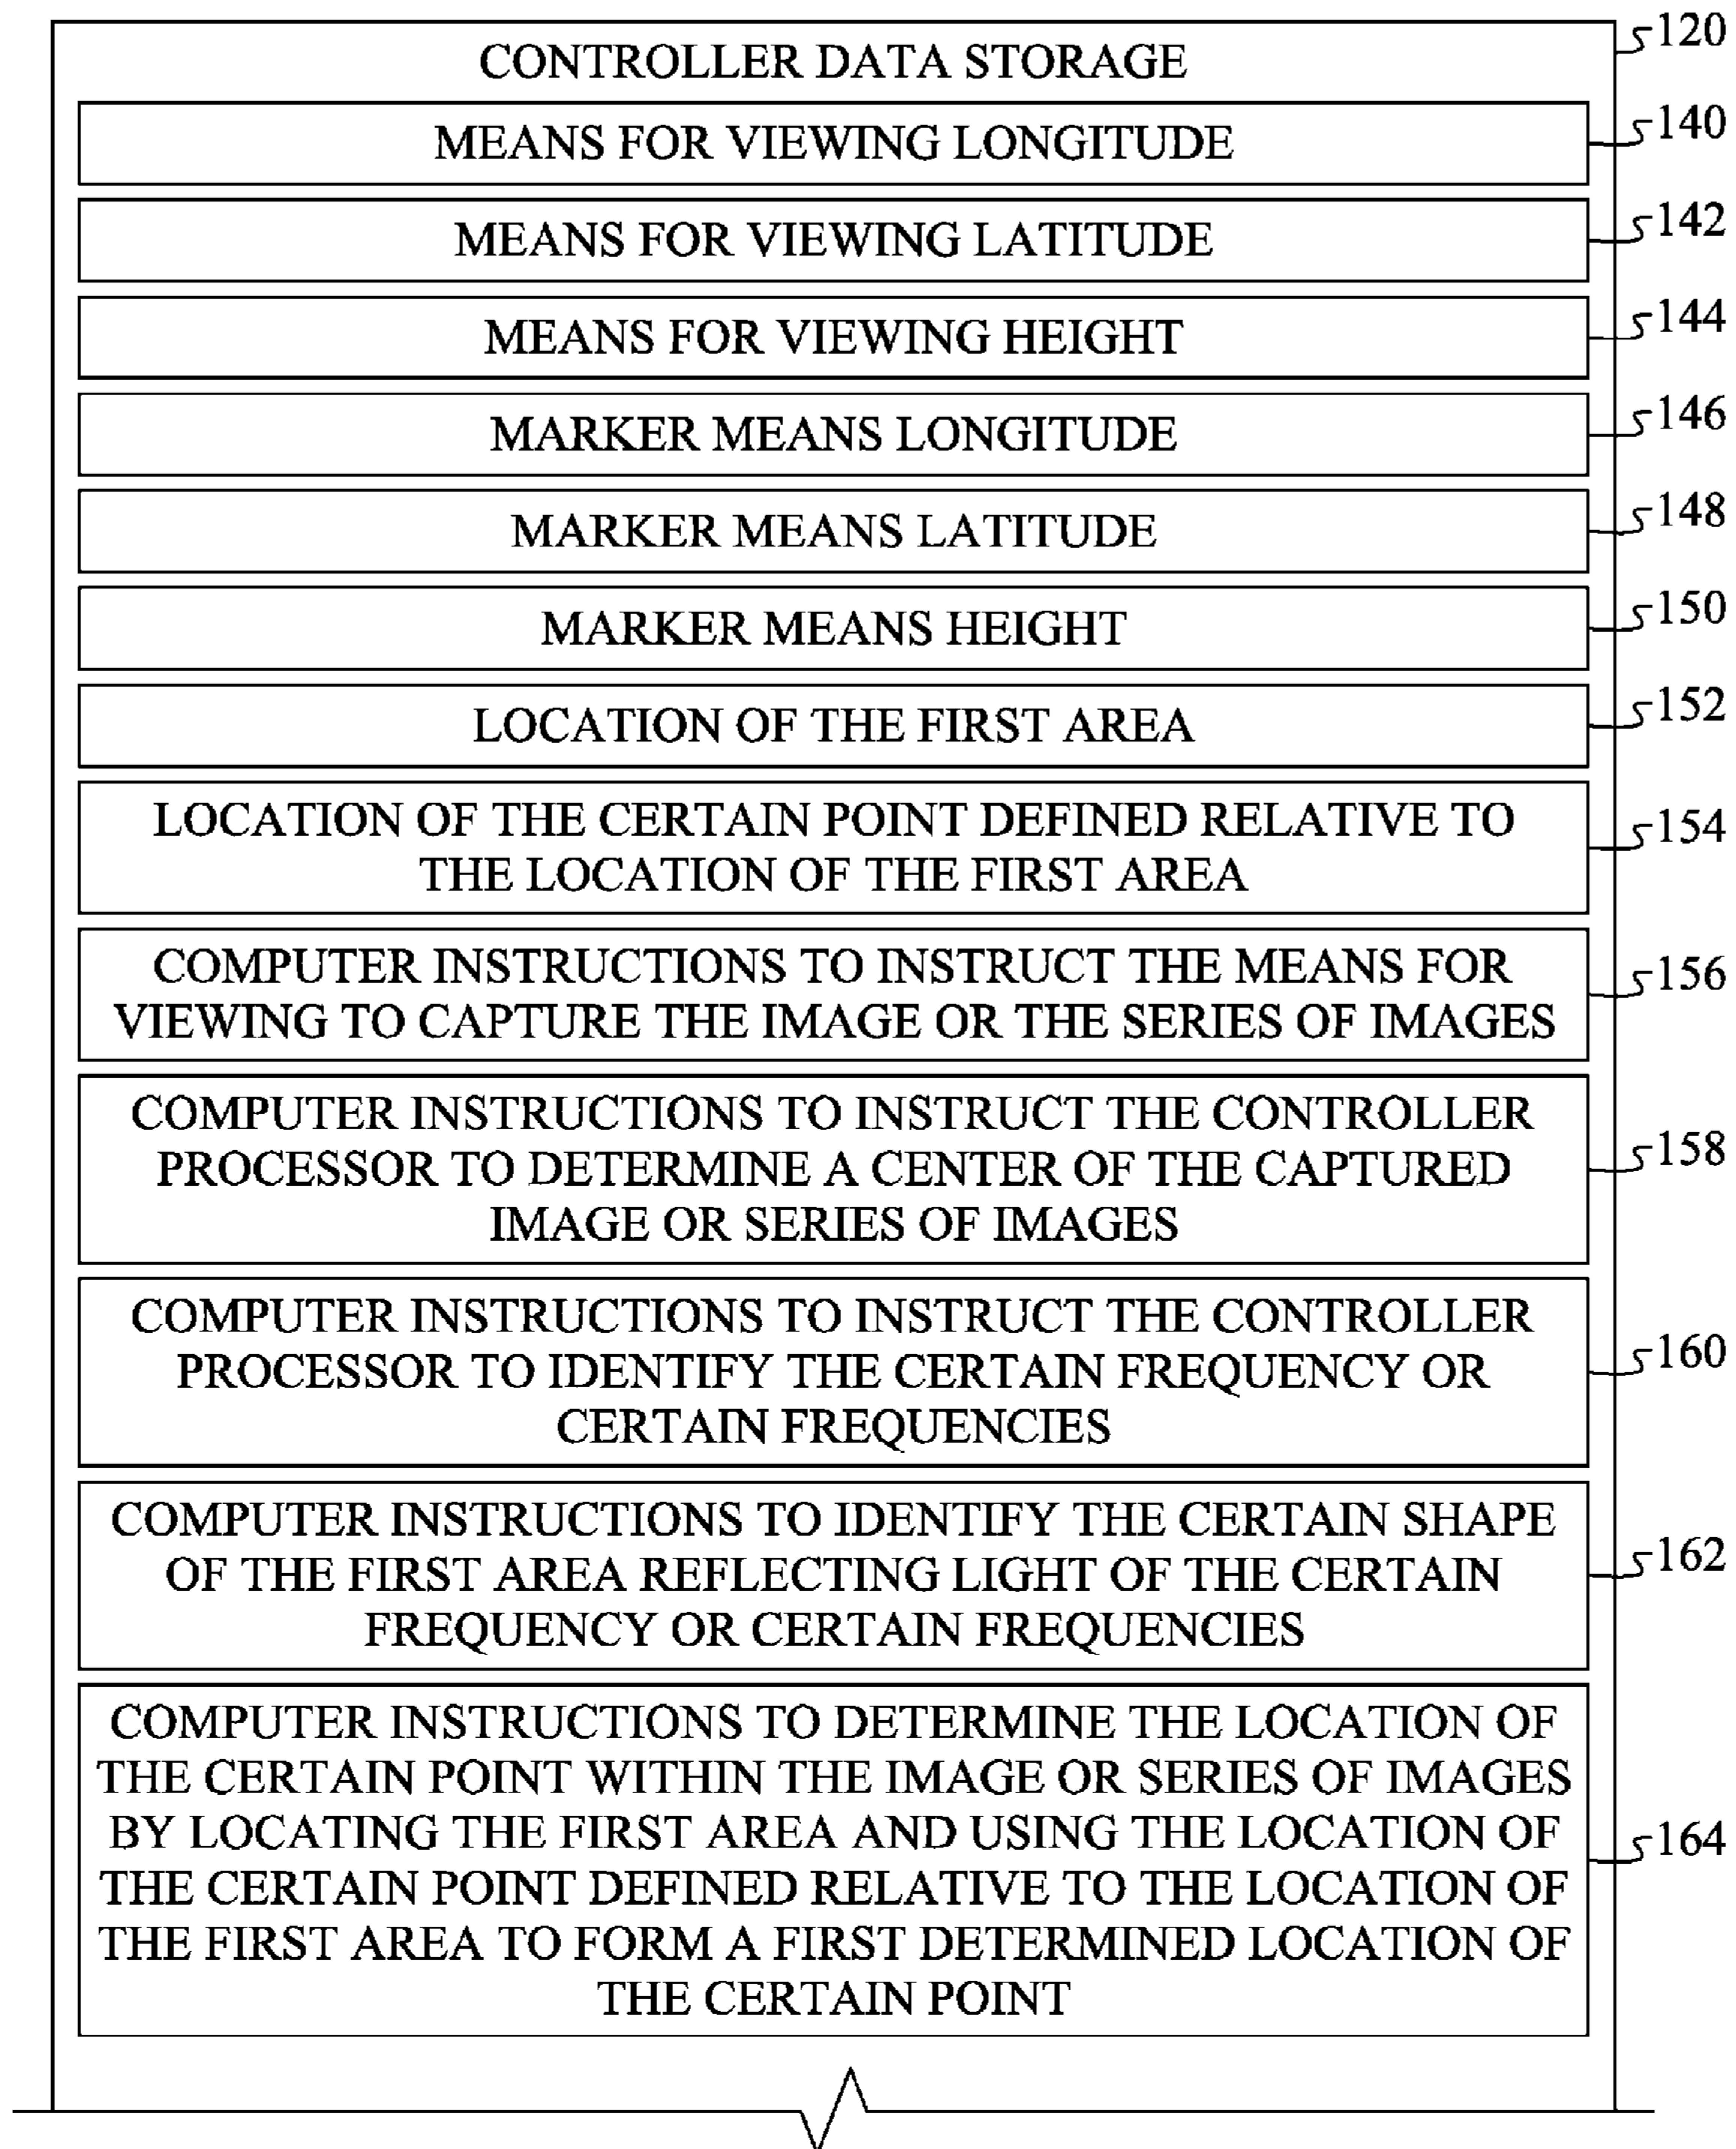 120
CONTROLLER DATA STORAGE
140
MEANS FOR VIEWING LONGITUDE
142
MEANS FOR VIEWING LATITUDE
144
MEANS FOR VIEWING HEIGHT
146
MARKER MEANS LONGITUDE
148
MARKER MEANS LATITUDE
150
MARKER MEANS HEIGHT
152
LOCATION OF THE FIRST AREA
154
LOCATION OF THE CERTAIN POINT DEFINED RELATIVE TO
THE LOCATION OF THE FIRST AREA
156
COMPUTER INSTRUCTIONS TO INSTRUCT THE MEANS FOR
VIEWING TO CAPTURE THE IMAGE OR THE SERIES OF IMAGES
158
COMPUTER INSTRUCTIONS TO INSTRUCT THE CONTROLLER
PROCESSOR TO DETERMINE A CENTER OF THE CAPTURED
IMAGE OR SERIES OF IMAGES
160
COMPUTER INSTRUCTIONS TO INSTRUCT THE CONTROLLER
PROCESSOR TO IDENTIFY THE CERTAIN FREQUENCY OR
CERTAIN FREQUENCIES
162
COMPUTER INSTRUCTIONS TO IDENTIFY THE CERTAIN SHAPE
OF THE FIRST AREA REFLECTING LIGHT OF THE CERTAIN
FREQUENCY OR CERTAIN FREQUENCIES
164
COMPUTER INSTRUCTIONS TO DETERMINE THE LOCATION OF
THE CERTAIN POINT WITHIN THE IMAGE OR SERIES OF IMAGES
BY LOCATING THE FIRST AREA AND USING THE LOCATION OF
THE CERTAIN POINT DEFINED RELATIVE TO THE LOCATION OF
THE FIRST AREA TO FORM A FIRST DETERMINED LOCATION OF
THE CERTAIN POINT